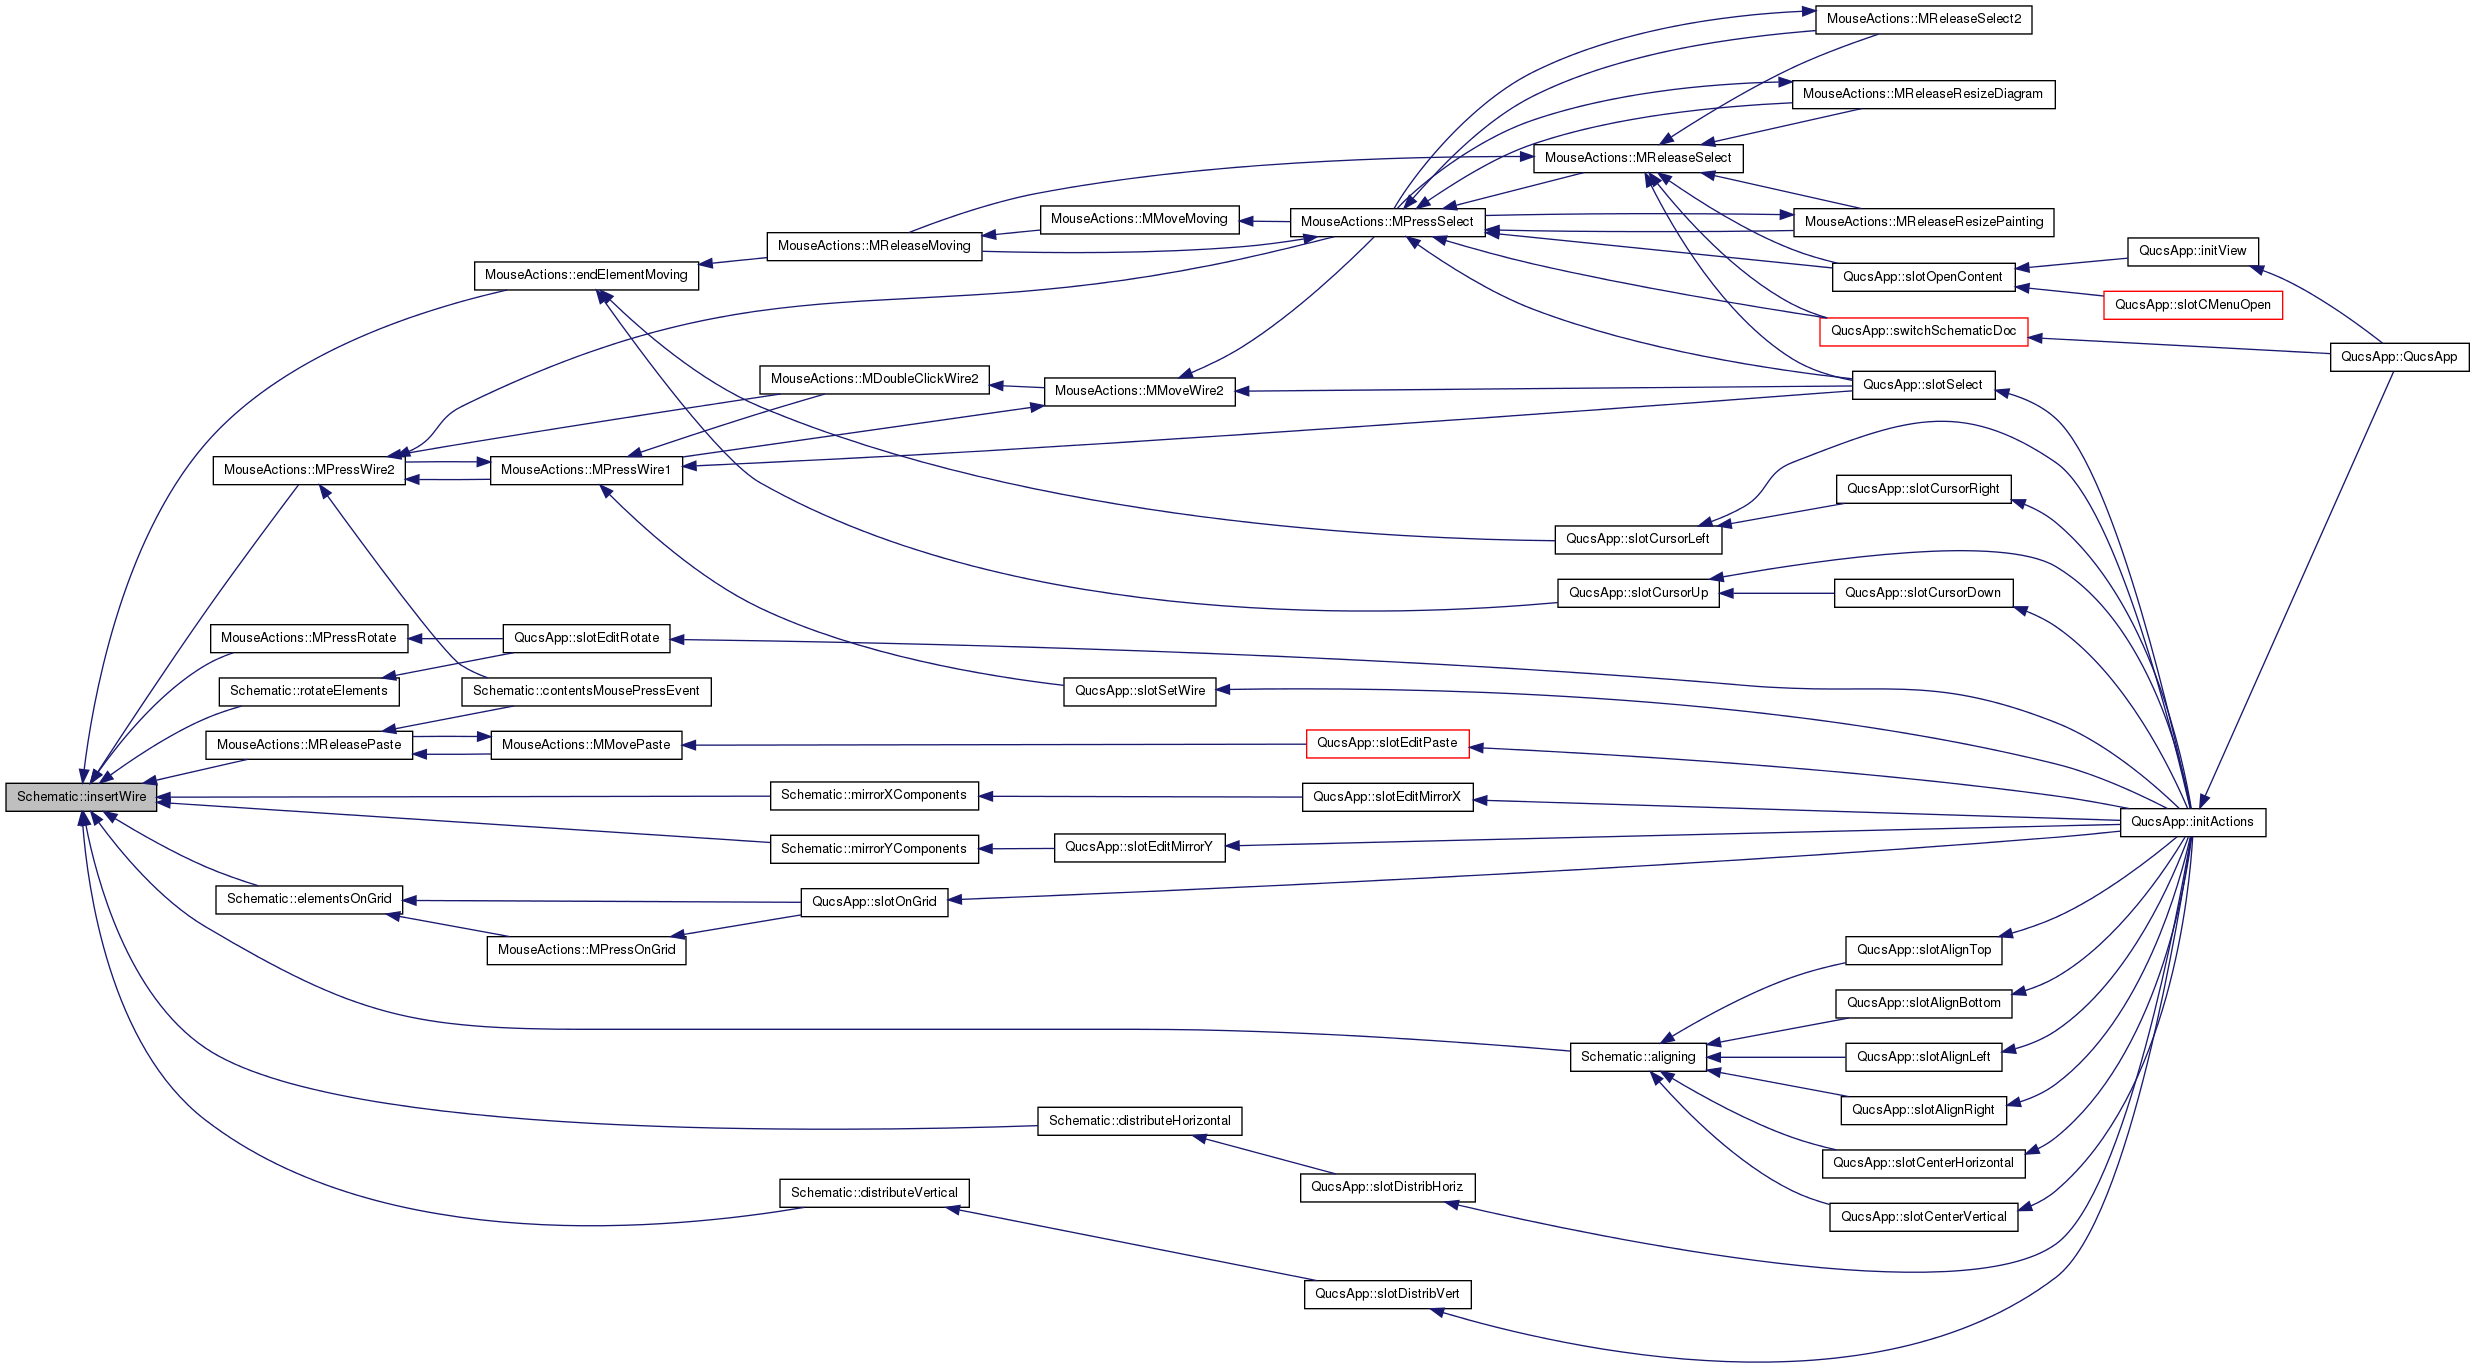 MouseActions::MReleaseSelect2
MouseActions::MReleaseResizeDiagram
MouseActions::MReleaseSelect
MouseActions::MMoveMoving
MouseActions::MPressSelect
MouseActions::MReleaseResizePainting
MouseActions::MReleaseMoving
QucsApp::initView
MouseActions::endElementMoving
QucsApp::slotOpenContent
QucsApp::slotCMenuOpen
QucsApp::switchSchematicDoc
QucsApp::QucsApp
MouseActions::MDoubleClickWire2
MouseActions::MMoveWire2
QucsApp::slotSelect
MouseActions::MPressWire2
MouseActions::MPressWire1
QucsApp::slotCursorRight
QucsApp::slotCursorLeft
QucsApp::slotCursorUp
QucsApp::slotCursorDown
MouseActions::MPressRotate
QucsApp::slotEditRotate
Schematic::rotateElements
Schematic::contentsMousePressEvent
QucsApp::slotSetWire
MouseActions::MReleasePaste
MouseActions::MMovePaste
QucsApp::slotEditPaste
Schematic::insertWire
Schematic::mirrorXComponents
QucsApp::slotEditMirrorX
QucsApp::initActions
Schematic::mirrorYComponents
QucsApp::slotEditMirrorY
Schematic::elementsOnGrid
QucsApp::slotOnGrid
MouseActions::MPressOnGrid
QucsApp::slotAlignTop
QucsApp::slotAlignBottom
Schematic::aligning
QucsApp::slotAlignLeft
QucsApp::slotAlignRight
Schematic::distributeHorizontal
QucsApp::slotCenterHorizontal
QucsApp::slotDistribHoriz
Schematic::distributeVertical
QucsApp::slotCenterVertical
QucsApp::slotDistribVert